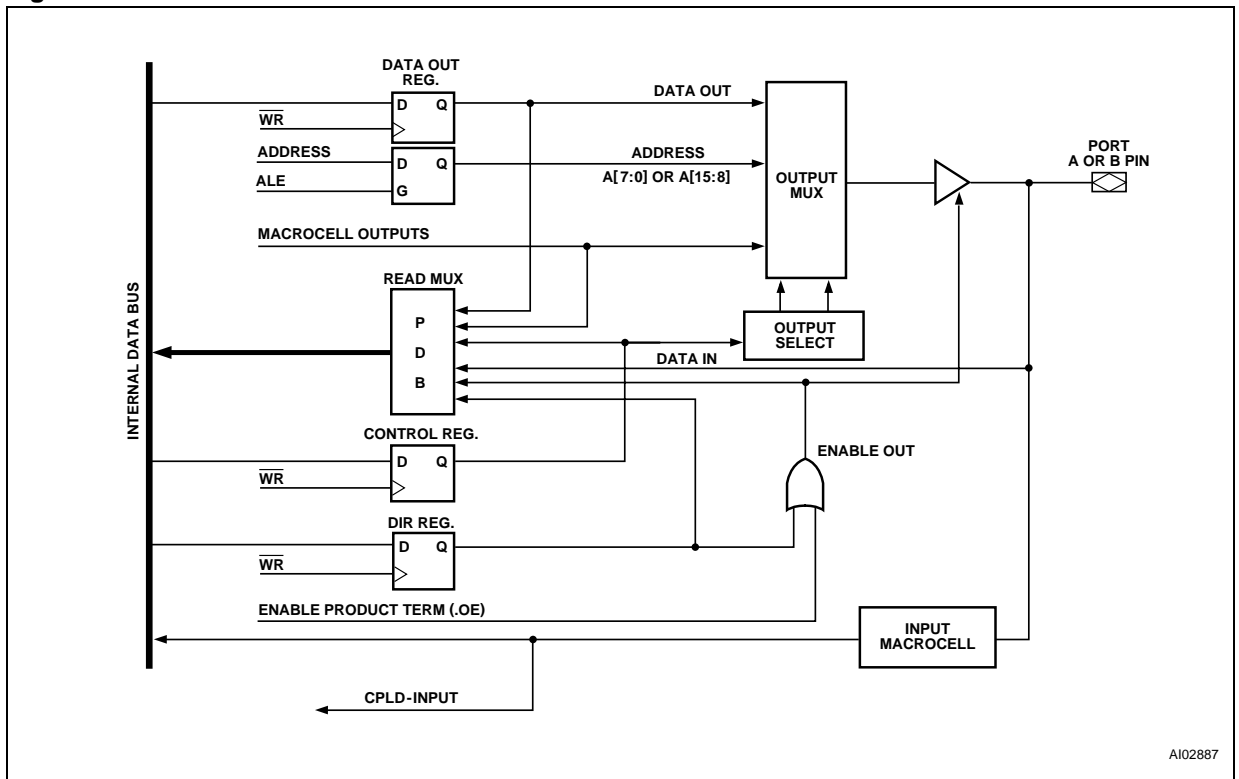 DATA OUT
REG.
D Q
WR
DATA OUT
ADDRESS
D Q
ALE
G
ADDRESS
A[7:0] OR A[15:8]
OUTPUT
MUX
PORT
A OR B PIN
MACROCELL OUTPUTS
READ MUX
P
D
B
OUTPUT
SELECT
DATA IN
INTERNAL DATA BUS
CONTROL REG.
D Q
WR
ENABLE OUT
DIR REG.
D Q
WR
ENABLE PRODUCT TERM (.OE)
INPUT
MACROCELL
CPLD-INPUT
AI02887